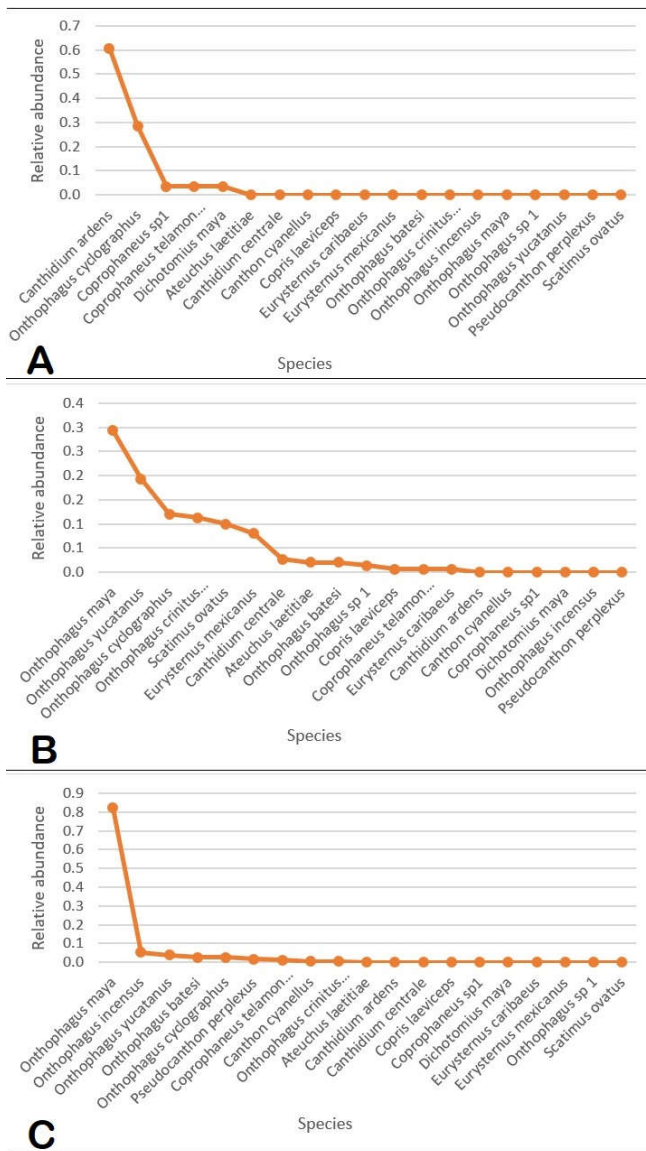 0.7
0.6
0.5
0.4
0.3
0.2
0.1
0.0
Relative abundance
Canthidium ardens
Onthophagus cyclographus
Coprophaneus sp1
Coprophaneus telamon...
Dichotomius maya
Ateuchus laetitiae
Canthidium centrale
Canthon cyanellus
Copris laeviceps
Eurysternus caribaeus
Eurysternus mexicanus
Onthophagus batesi
Onthophagus crinitus...
Onthophagus incensus
Onthophagus maya
Onthophagus sp 1
Onthophagus yucatanus
Pseudocanthon perplexus
Scatimus ovatus
Species
A
0.4
0.3
0.3
0.2
0.2
0.1
0.1
0.0
Relative abundance
Onthophagus maya
Onthophagus yucatanus
Onthophagus cyclographus
Onthophagus crinitus...
Scatimus ovatus
Eurysternus mexicanus
Canthidium centrale
Ateuchus laetitiae
Onthophagus batesi
Onthophagus sp 1
Copris laeviceps
Coprophaneus telamon...
Eurysternus caribaeus
Canthidium ardens
Canthon cyanellus
Coprophaneus sp1
Dichotomius maya
Onthophagus incensus
Pseudocanthon perplexus
Species
B
0.9
0.8
0.7
0.6
0.5
0.4
0.3
0.2
0.1
0.0
Relative abundance
Onthophagus maya
Onthophagus incensus
Onthophagus yucatanus
Onthophagus batesi
Onthophagus cyclographus
Pseudocanthon perplexus
Coprophaneus telamon...
Canthon cyanellus
Onthophagus crinitus...
Ateuchus laetitiae
Canthidium ardens
Canthidium centrale
Copris laeviceps
Coprophaneus sp1
Dichotomius maya
Eurysternus caribaeus
Eurysternus mexicanus
Onthophagus sp 1
Scatimus ovatus
Species
C